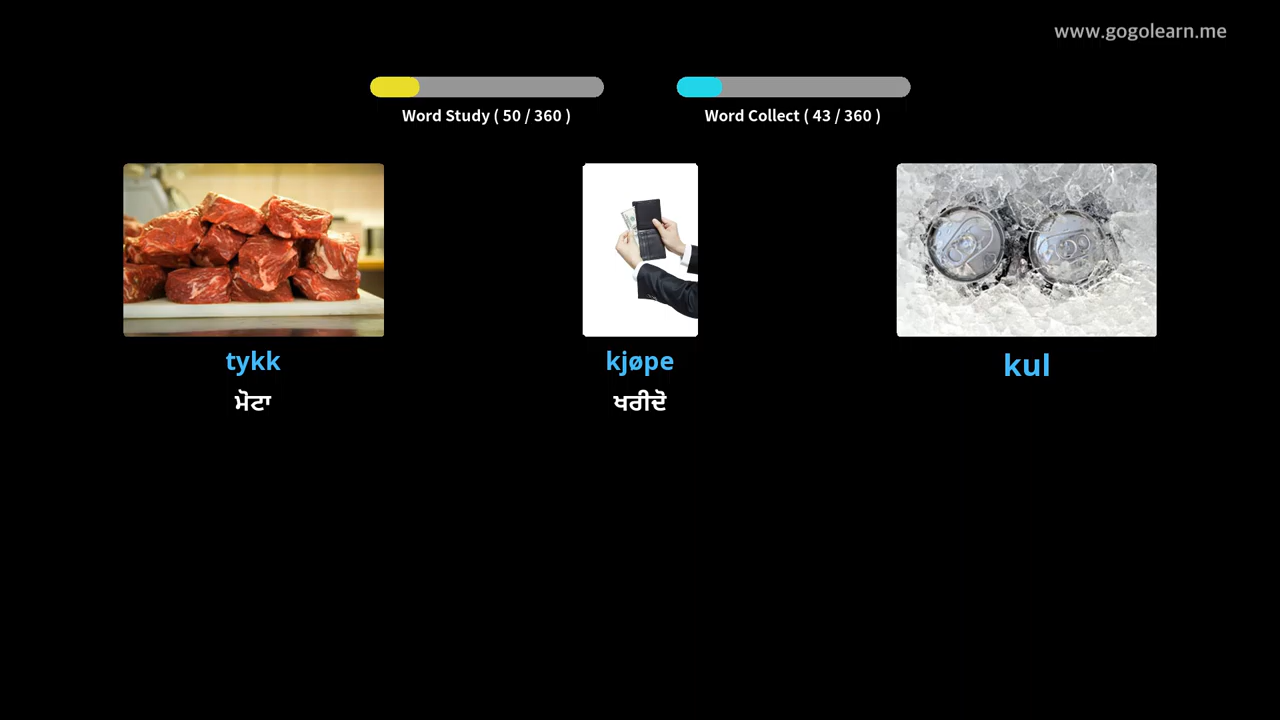 www.gogolearn.me
Word Study ( 50 / 360 )
Word Collect ( 43 / 360 )
tykk
ਮੋਟਾ
kjøpe
ਖਰੀਦੋ
kul